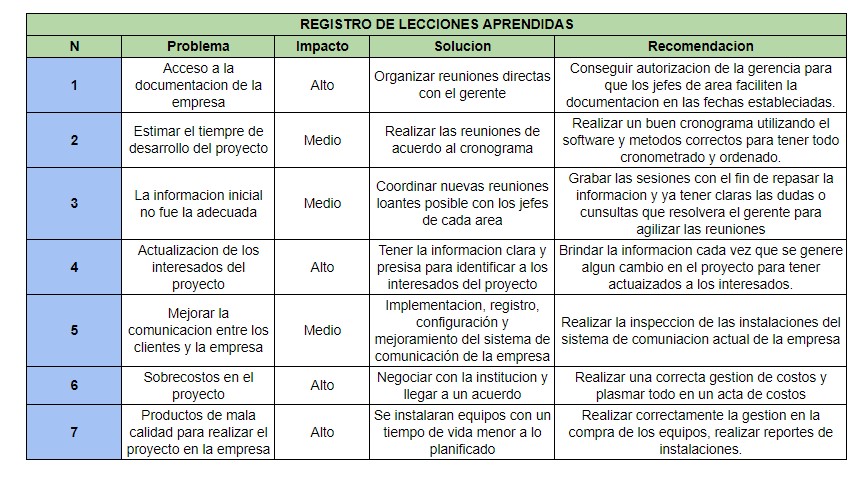 REGISTRO DE LECCIONES APRENDIDAS
N Problema Impacto Solucion Recomendacion
1
Acceso a la
documentacion de la
empresa
Alto
Organizar reuniones directas
con el gerente
Conseguir autorizacion de la gerencia para
que los jefes de area faciliten la
documentacion en las fechas estableciadas.
2
Estimar el tiempre de
desarrollo del proyecto
Medio
Realizar las reuniones de
acuerdo al cronograma
Realizar un buen cronograma utilizando el
software y metodos correctos para tener todo
cronometrado y ordenado.
3
La informacion inicial
no fue la adecuada
Medio
Coordinar nuevas reuniones
loantes posible con los jefes
de cada area
Grabar las sesiones con el fin de repasar la
informacion y ya tener claras las dudas o
cunsultas que resolvera el gerente para
agilizar las reuniones
4
Actualizacion de los
interesados del
proyecto
Alto
Tener la informacion clara y
presisa para identificar a los
interesados del proyecto
Brindar la informacion cada vez que se genere
algun cambio en el proyecto para tener
actuaizados a los interesados.
5
Mejorar la
comunicacion entre los
clientes y la empresa
Medio
Implementacion, registro,
configuración y
mejoramiento del sistema de
comunicación de la empresa
Realizar la inspeccion de las instalaciones del
sistema de comuniacion actual de la empresa
6
Sobrecostos en el
proyecto
Alto
Negociar con la institucion y
llegar a un acuerdo
Realizar una correcta gestion de costos y
plasmar todo en un acta de costos
7
Productos de mala
calidad para realizar el
proyecto en la empresa
Alto
Se instalaran equipos con un
tiempo de vida menor a lo
planificado
Realizar correctamente la gestion en la
compra de los equipos, realizar reportes de
instalaciones.